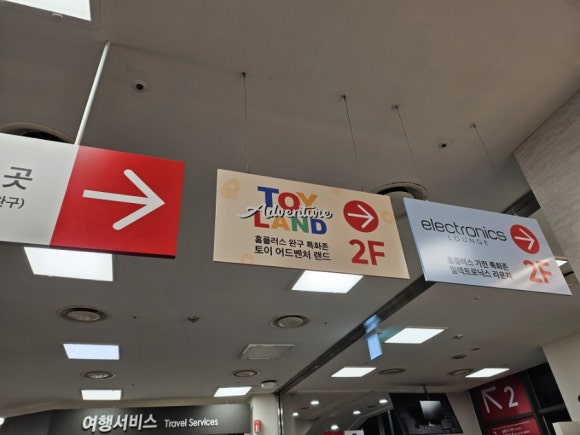 곳
완구)
TOY
Adventure
LAND
홈플러스 완구 특화존
토이 어드벤처 랜드
2F
electronics
LOUNGE
홈플러스 가전 특화존
일렉트로닉스 라운지
2F
여행서비스 Travel Services
2